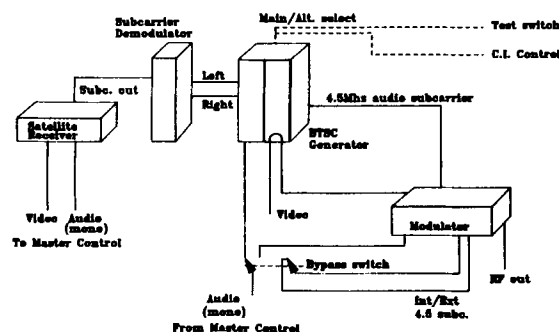 Subcarrier
Demodulator
Main/Alt. select
Test switch
C.I. Control
Left
Right
Subc. out
4.5Mhs audio subcarrier
Satellite
Receiver
BTSC
Generator
Video
Audio
(mono)
To Master Control
Video
Modulator
Bypass switch
RF out
Int/Ext
4.5 subc.
Audio
(mono)
From Master Control